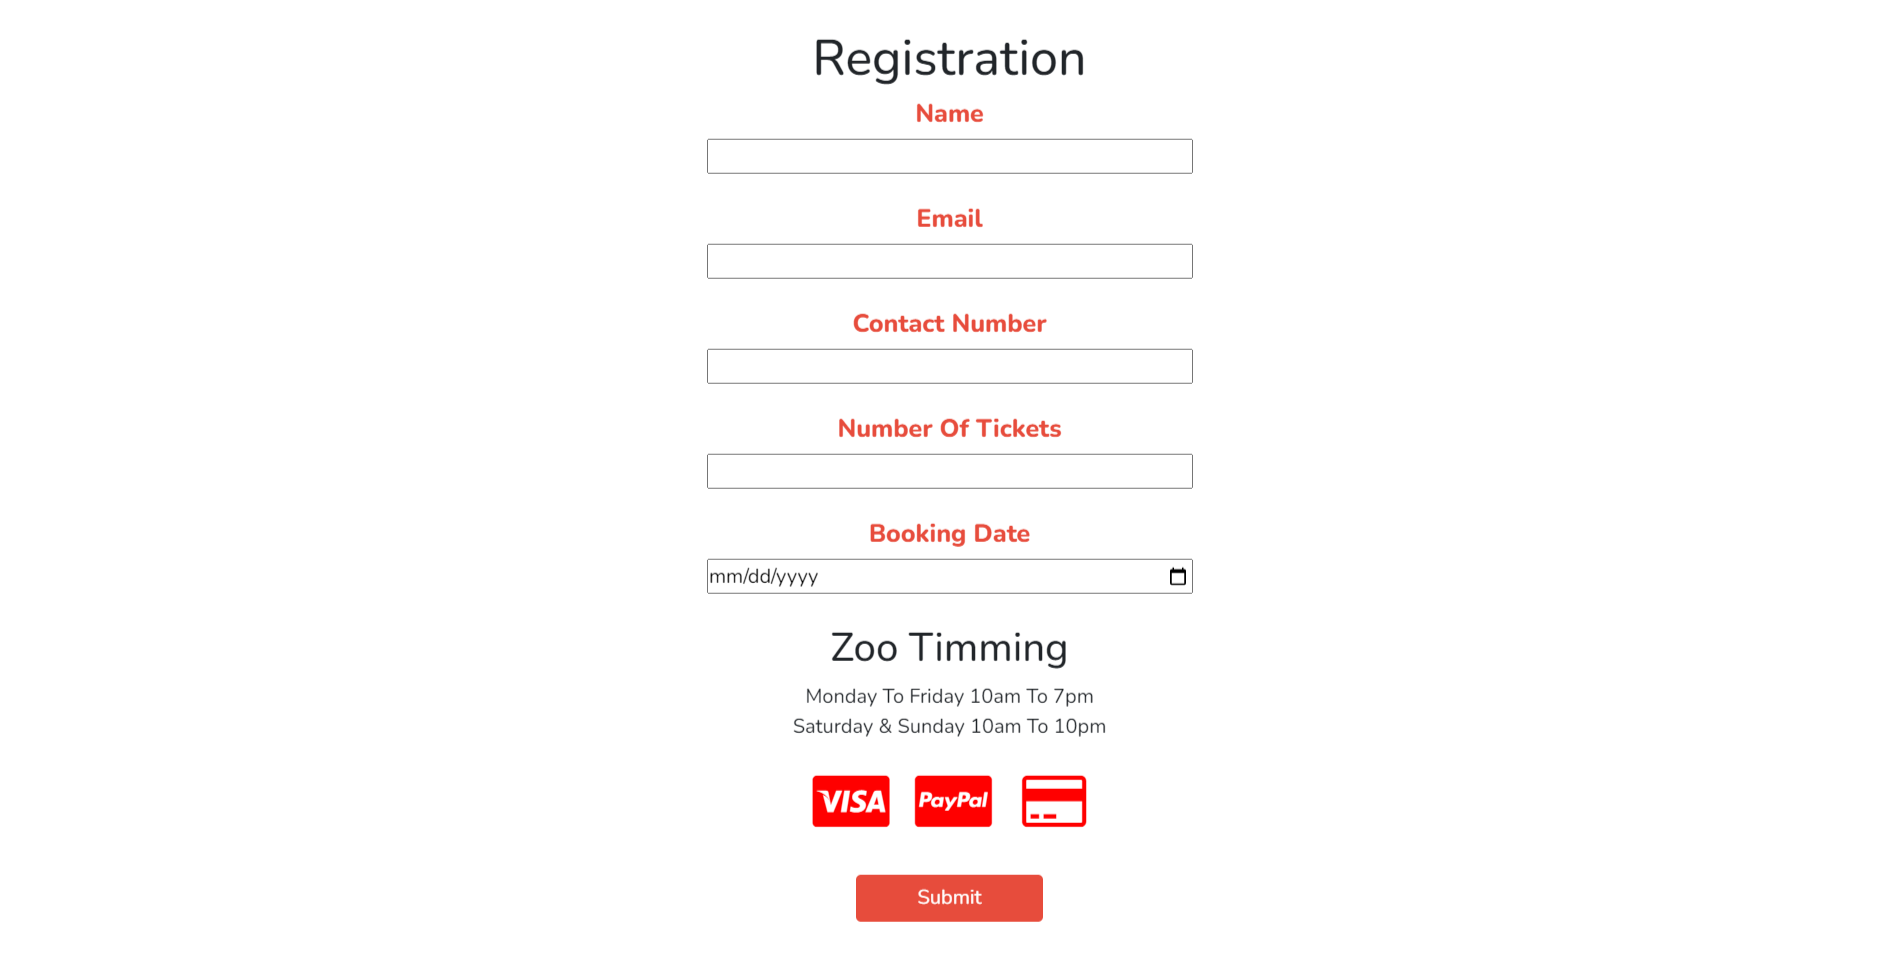 Registration
Name
Email
Contact Number
Number Of Tickets
Booking Date
mm/dd/yyyy
Zoo Timming
Monday To Friday 10am To 7pm
Saturday & Sunday 10am To 10pm
VISA PayPal
Submit